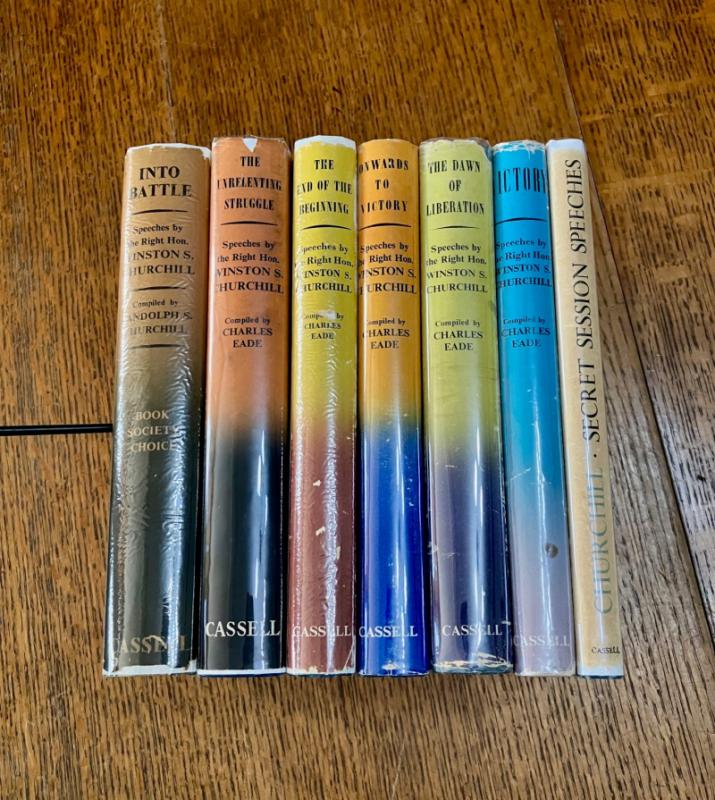 INTO
BATTLE
Speeches by
the Right Hon.
WINSTON S.
CHURCHILL
Compiled by
ANDOLPH S.
HURCHILL
BOOK
SOCIETY
CHOICE
CASSELL
THE
UNRELENTING
STRUGGLE
Speeches by
the Right Hon.
WINSTON S.
CHURCHILL
Compiled by
CHARLES
EADE
CASSELL
THE
END OF THE
BEGINNING
Speeches by
the Right Hon.
WINSTON S.
CHURCHILL
Compiled by
CHARLES
EADE
CASSELL
ONWARDS
TO
VICTORY
Speeches by
the Right Hon.
WINSTON S.
CHURCHILL
Compiled by
CHARLES
EADE
CASSELL
THE DAWN
OF
LIBERATION
Speeches by
the Right Hon.
WINSTON S.
CHURCHILL
Compiled by
CHARLES
EADE
CASSELL
ICTORY
Speeches by
the Right Hon.
WINSTON S.
CHURCHILL
Compiled by
CHARLES
EADE
CASSELL
CHURCHILL · SECRET SESSION SPEECHES
CASSELL